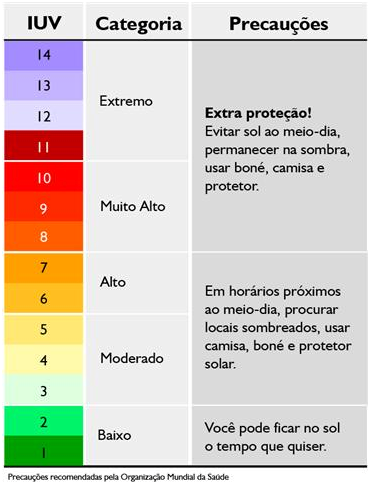 IUV Categoria Precauções
14
13
12
11
Extremo
10
9
8
Muito Alto
Extra proteção!
Evitar sol ao meio-dia,
permanecer na sombra,
usar boné, camisa e
protetor.
7
6
Alto
5
4
3
Moderado
Em horários próximos
ao meio-dia, procurar
locais sombreados, usar
camisa, boné e protetor
solar.
2
1
Baixo
Você pode ficar no sol
o tempo que quiser.
Precauções recomendadas pela Organização Mundial da Saúde